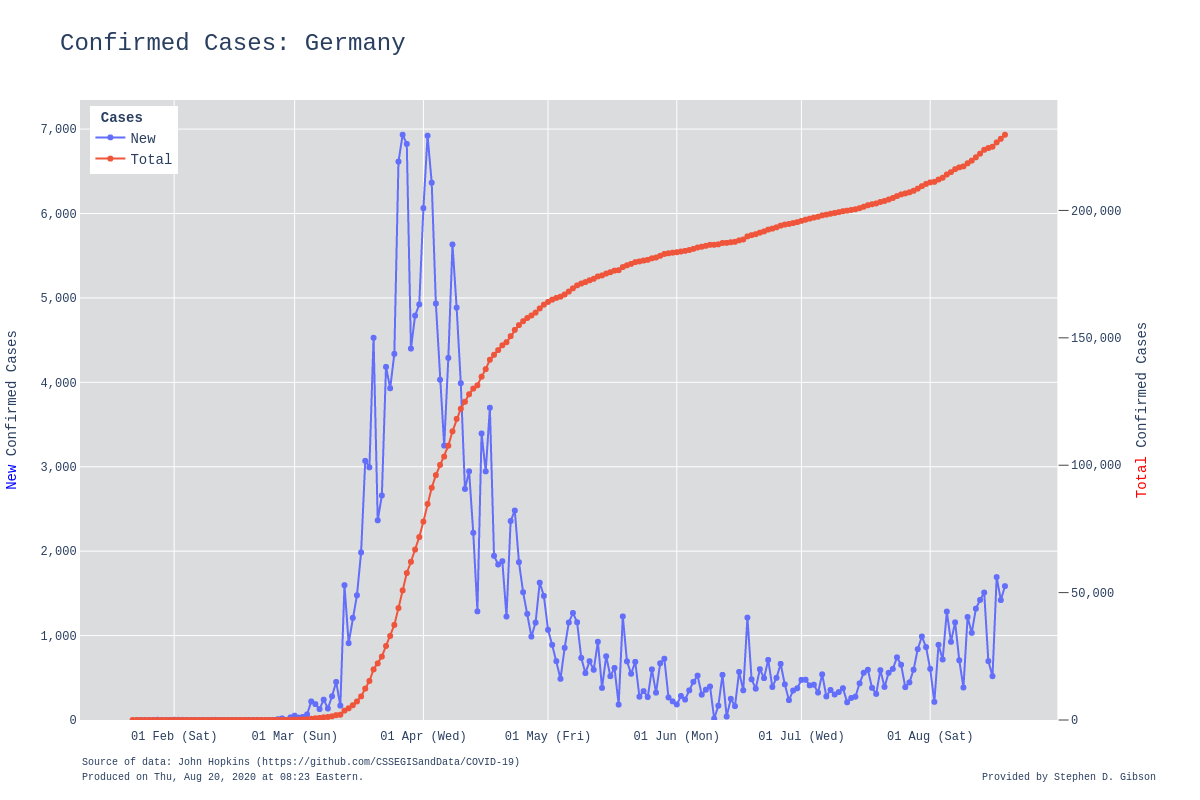 Confirmed Cases: Germany
Cases
New
Total
7,000
6,000
5,000
4,000
3,000
2,000
1,000
0
New Confirmed Cases
200,000
150,000
100,000
50,000
0
Total Confirmed Cases
01 Feb (Sat) 01 Mar (Sun) 01 Apr (Wed) 01 May (Fri) 01 Jun (Mon) 01 Jul (Wed) 01 Aug (Sat)
Source of data: John Hopkins (https://github.com/CSSEGISandData/COVID-19)
Produced on Thu, Aug 20, 2020 at 08:23 Eastern.
Provided by Stephen D. Gibson